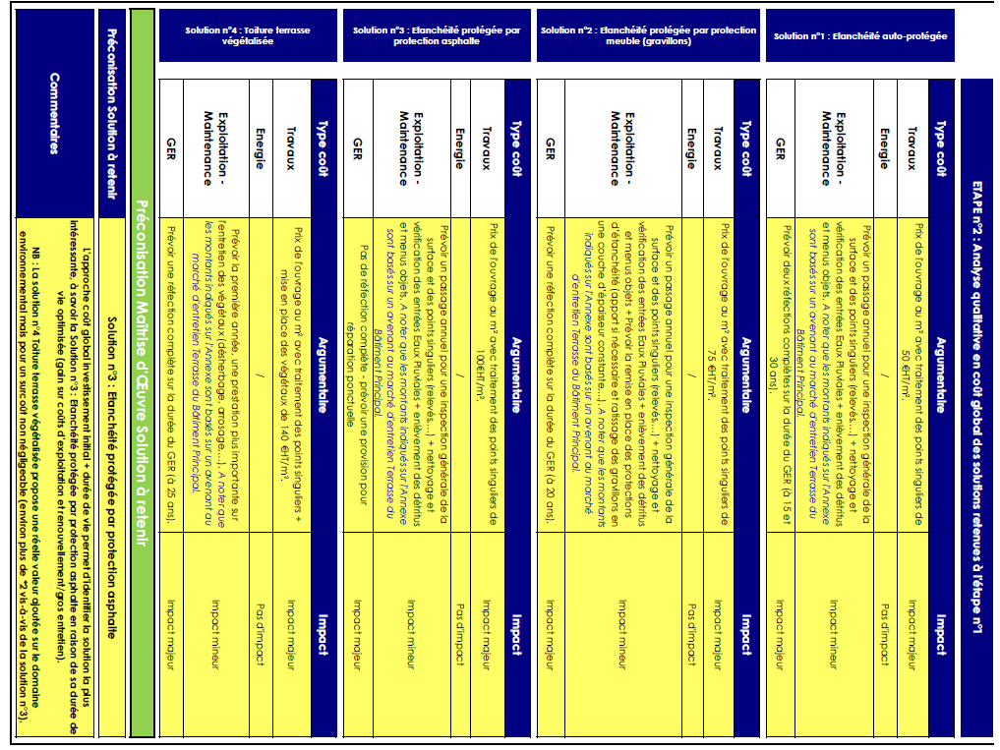 ETAPE n°2 : Analyse qualitative en coût global des solutions retenues à l'étape n°1
Solution n°1 : Etanchéité auto-protégée
Type coût
Argumentaire
Impact
Travaux
Prix de l'ouvrage au m² avec traitement des points singuliers de
50 €HT/m².
Impact majeur
Energie
/
Pas d'impact
Exploitation -
Maintenance
Prévoir un passage annuel pour une inspection générale de la
surface et des points singuliers (relevés,…) + nettoyage et
vérification des entrées Eaux Pluviales + enlèvement des détritus
et menus objets. A noter que les montants indiqués sur l'Annexe
sont basés sur un avenant au marché d'entretien Terrasse du
Bâtiment Principal.
Impact mineur
GER
Prévoir deux réfections complètes sur la durée du GER (à 15 et
30 ans).
Impact majeur
Solution n°2 : Etanchéité protégée par protection
meuble (gravillons)
Type coût
Argumentaire
Impact
Travaux
Prix de l'ouvrage au m² avec traitement des points singuliers de
75 €HT/m².
Impact majeur
Energie
/
Pas d'impact
Exploitation -
Maintenance
Prévoir un passage annuel pour une inspection générale de la
surface et des points singuliers (relevés,…) + nettoyage et
vérification des entrées Eaux Pluviales + enlèvement des détritus
et menus objets + Prévoir la remise en place des protections
d'étanchéité (apport si nécessaire et ratissage des gravillons en
une couche d'épaisseur constante,…). A noter que les montants
indiqués sur l'Annexe sont basés sur un avenant au marché
d'entretien Terrasse du Bâtiment Principal.
Impact mineur
GER
Prévoir une réfection complète sur la durée du GER (à 20 ans).
Impact majeur
Solution n°3 : Etanchéité protégée par
protection asphalte
Type coût
Argumentaire
Impact
Travaux
Prix de l'ouvrage au m² avec traitement des points singuliers de
100€HT/m².
Impact majeur
Energie
/
Pas d'impact
Exploitation -
Maintenance
Prévoir un passage annuel pour une inspection générale de la
surface et des points singuliers (relevés,…) + nettoyage et
vérification des entrées Eaux Pluviales + enlèvement des détritus
et menus objets. A noter que les montants indiqués sur l'Annexe
sont basés sur un avenant au marché d'entretien Terrasse du
Bâtiment Principal.
Impact mineur
GER
Pas de réfection complète - prévoir une provision pour
réparation ponctuelle
Impact majeur
Solution n°4 : Toiture terrasse
végétalisée
Type coût
Argumentaire
Impact
Travaux
Prix de l'ouvrage au m² avec traitement des points singuliers +
mise en place des végétaux de 140 €HT/m².
Impact majeur
Energie
/
Pas d'impact
Exploitation -
Maintenance
Prévoir la première année, une prestation plus importante sur
l'entretien des végétaux (désherbage, arrosage,…). A noter que
les montants indiqués sur l'Annexe sont basés sur un avenant au
marché d'entretien Terrasse du Bâtiment Principal.
Impact mineur
GER
Prévoir une réfection complète sur la durée du GER (à 25 ans).
Impact majeur
Préconisation Maîtrise d'Œuvre Solution à retenir
Préconisation Solution à retenir
Solution n°3 : Etanchéité protégée par protection asphalte
Commentaires
L'approche coût global investissement initial + durée de vie permet d'identifier la solution la plus
intéressante, à savoir la Solution n°3 : Etanchéité protégée par protection asphalte en raison de sa durée de
vie optimisée (gain sur coûts d'exploitation et renouvellement/gros entretien).
NB : La solution n°4 Toiture terrasse végétalisée propose une réelle valeur ajoutée sur le domaine
environnemental mais pour un surcoût non négligeable (environ plus de *2 vis-à-vis de la solution n°3).